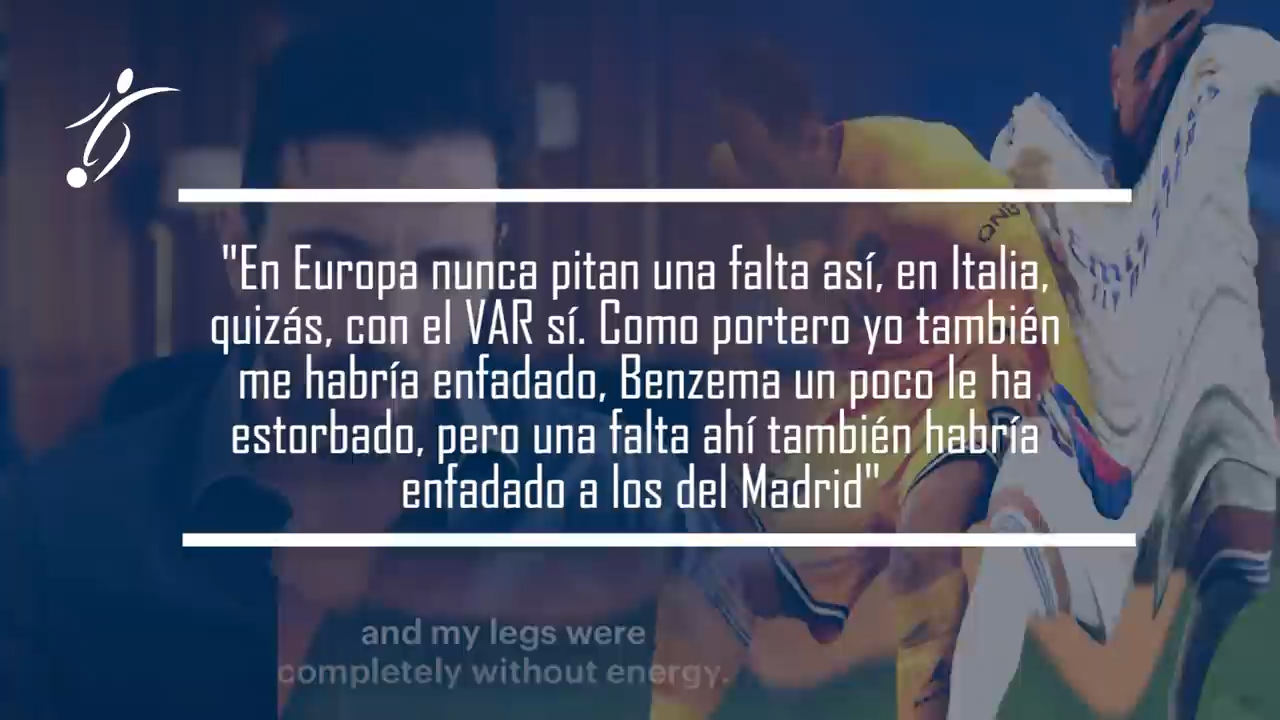 "En Europa nunca pitan una falta así, en Italia,
quizás, con el VAR sí. Como portero yo también
me habría enfadado, Benzema un poco le ha
estorbado, pero una falta ahí también habría
enfadado a los del Madrid"
and my legs were
completely without energy.